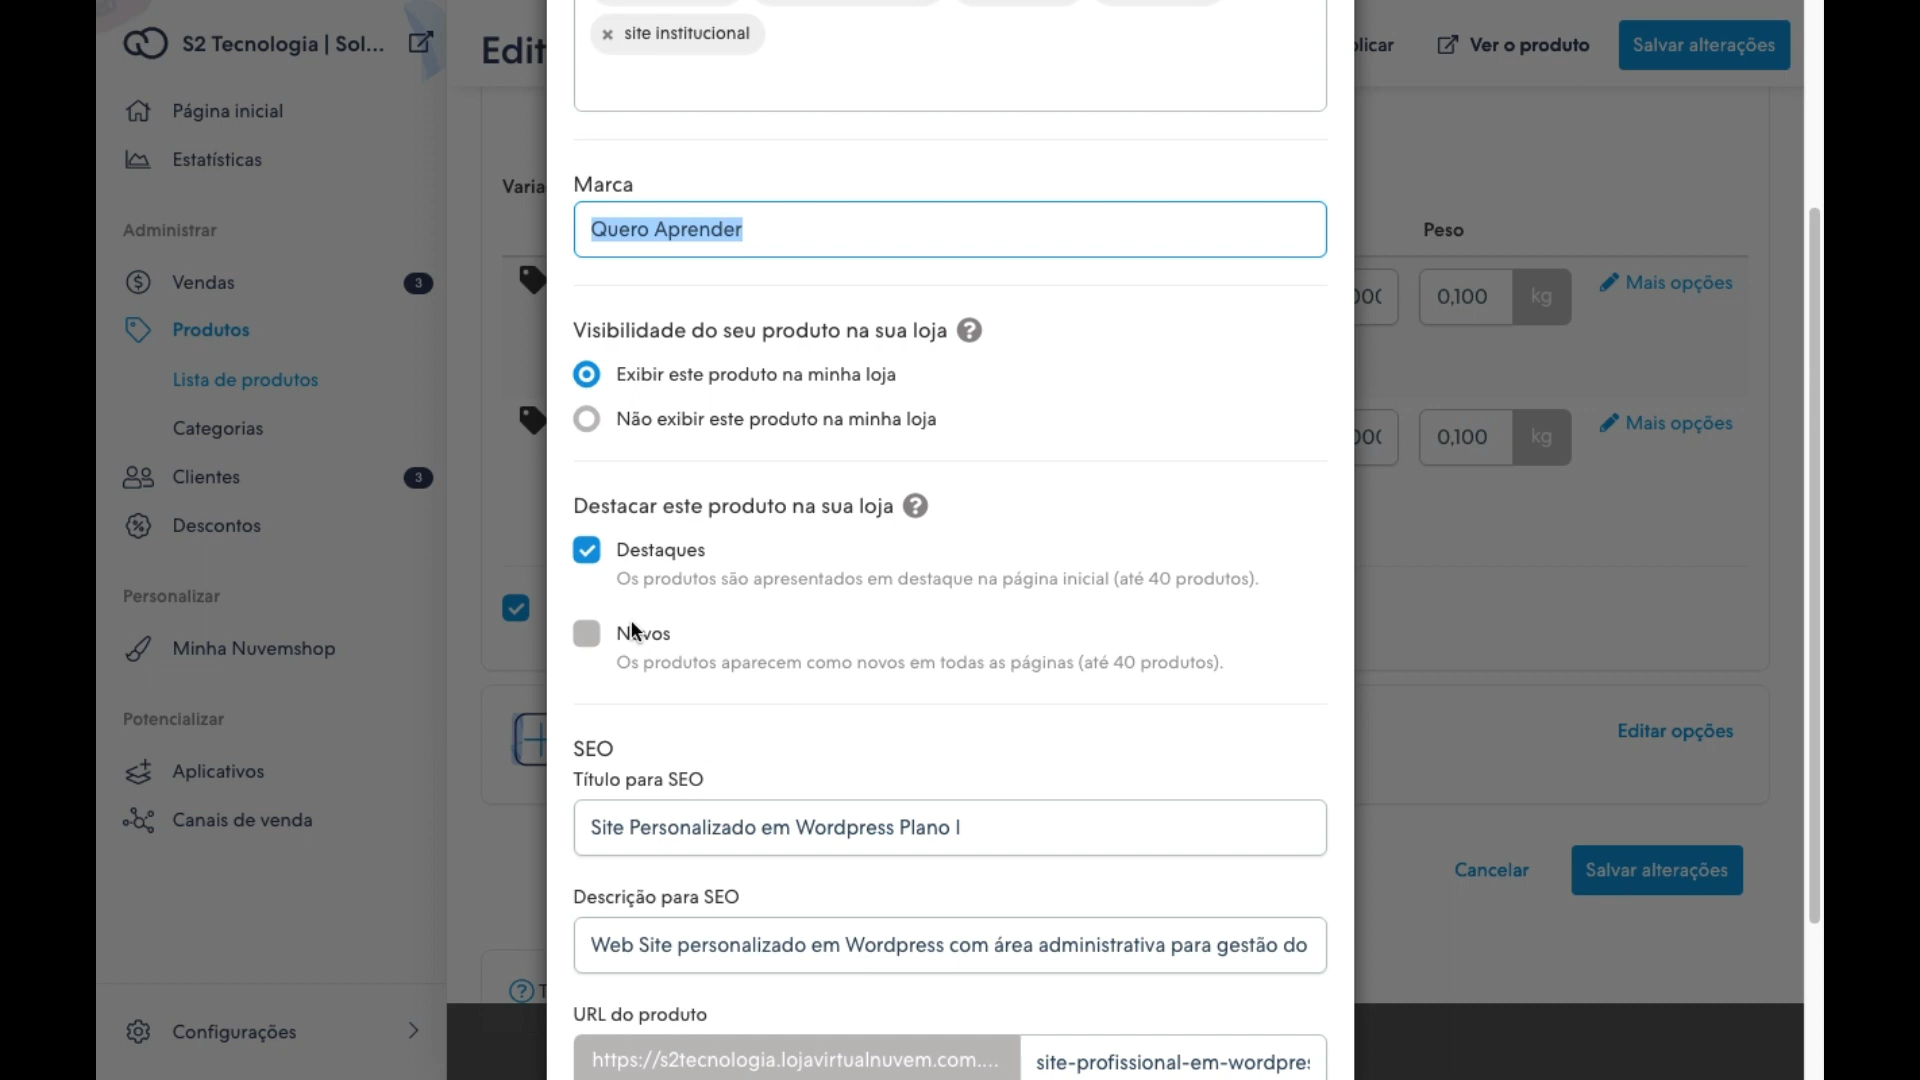 S2 Tecnologia | Sol...
Página inicial
Estatísticas
Administrar
Vendas
3
Produtos
Lista de produtos
Categorias
Clientes
3
Descontos
Personalizar
Minha Nuvemshop
Potencializar
Aplicativos
Canais de venda
Configurações
Edit
Ver o produto
Salvar alterações
× site institucional
Marca
Quero Aprender
Visibilidade do seu produto na sua loja ?
Exibir este produto na minha loja
Não exibir este produto na minha loja
Destacar este produto na sua loja ?
Destaques
Os produtos são apresentados em destaque na página inicial (até 40 produtos).
Novos
Os produtos aparecem como novos em todas as páginas (até 40 produtos).
SEO
Título para SEO
Site Personalizado em Wordpress Plano I
Descrição para SEO
Web Site personalizado em Wordpress com área administrativa para gestão do
URL do produto
https://s2tecnologia.lojavirtualnuvem.com....
site-profissional-em-wordpres
Varia
Peso
0,100 kg
Mais opções
0,100 kg
Mais opções
Editar opções
Cancelar
Salvar alterações